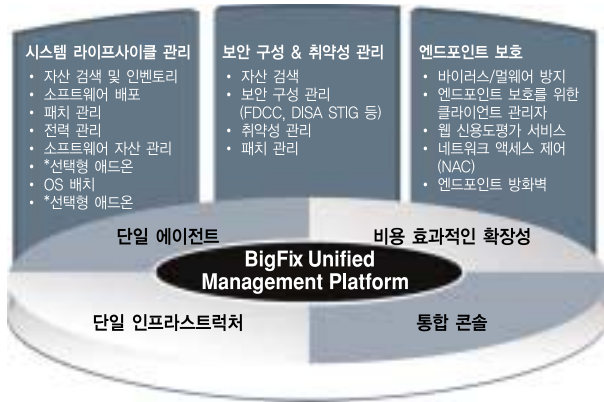 시스템 라이프사이클 관리
• 자산 검색 및 인벤토리
• 소프트웨어 배포
• 패치 관리
• 전력 관리
• 소프트웨어 자산 관리
• *선택형 애드온
• OS 배치
• *선택형 애드온
보안 구성 & 취약성 관리
• 자산 검색
• 보안 구성 관리
(FDCC, DISA STIG 등)
• 취약성 관리
• 패치 관리
엔드포인트 보호
• 바이러스/멀웨어 방지
• 엔드포인트 보호를 위한
클라이언트 관리자
• 웹 신용도평가 서비스
• 네트워크 액세스 제어
(NAC)
• 엔드포인트 방화벽
단일 에이전트
비용 효과적인 확장성
BigFix Unified
Management Platform
단일 인프라스트럭처
통합 콘솔